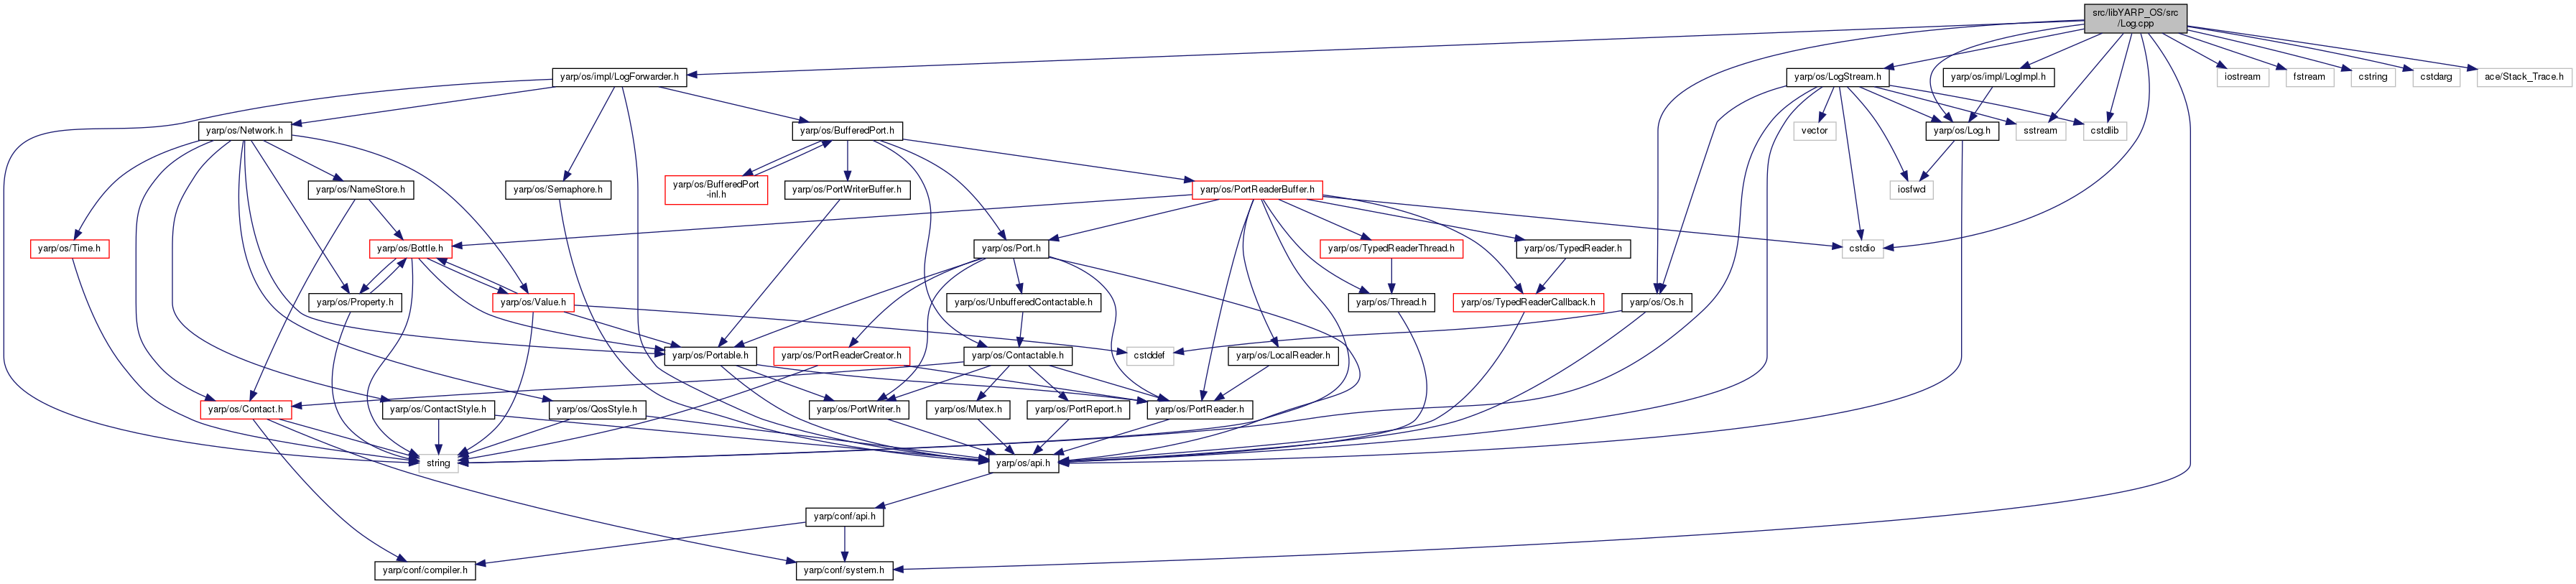 src/libYARP_OS/src
/Log.cpp
yarp/os/impl/LogForwarder.h
yarp/os/LogStream.h
yarp/os/impl/LogImpl.h
iostream
fstream
cstring
cstdarg
ace/Stack_Trace.h
yarp/os/Network.h
yarp/os/BufferedPort.h
vector
yarp/os/Log.h
sstream
cstdlib
yarp/os/NameStore.h
yarp/os/Semaphore.h
yarp/os/BufferedPort
-inl.h
yarp/os/PortWriterBuffer.h
yarp/os/PortReaderBuffer.h
iosfwd
yarp/os/Time.h
yarp/os/Bottle.h
yarp/os/Port.h
yarp/os/TypedReaderThread.h
yarp/os/TypedReader.h
cstdio
yarp/os/Property.h
yarp/os/Value.h
yarp/os/UnbufferedContactable.h
yarp/os/Thread.h
yarp/os/TypedReaderCallback.h
yarp/os/Os.h
yarp/os/Portable.h
yarp/os/PortReaderCreator.h
yarp/os/Contactable.h
cstddef
yarp/os/LocalReader.h
yarp/os/Contact.h
yarp/os/ContactStyle.h
yarp/os/QosStyle.h
yarp/os/PortWriter.h
yarp/os/Mutex.h
yarp/os/PortReport.h
yarp/os/PortReader.h
string
yarp/os/api.h
yarp/conf/api.h
yarp/conf/compiler.h
yarp/conf/system.h